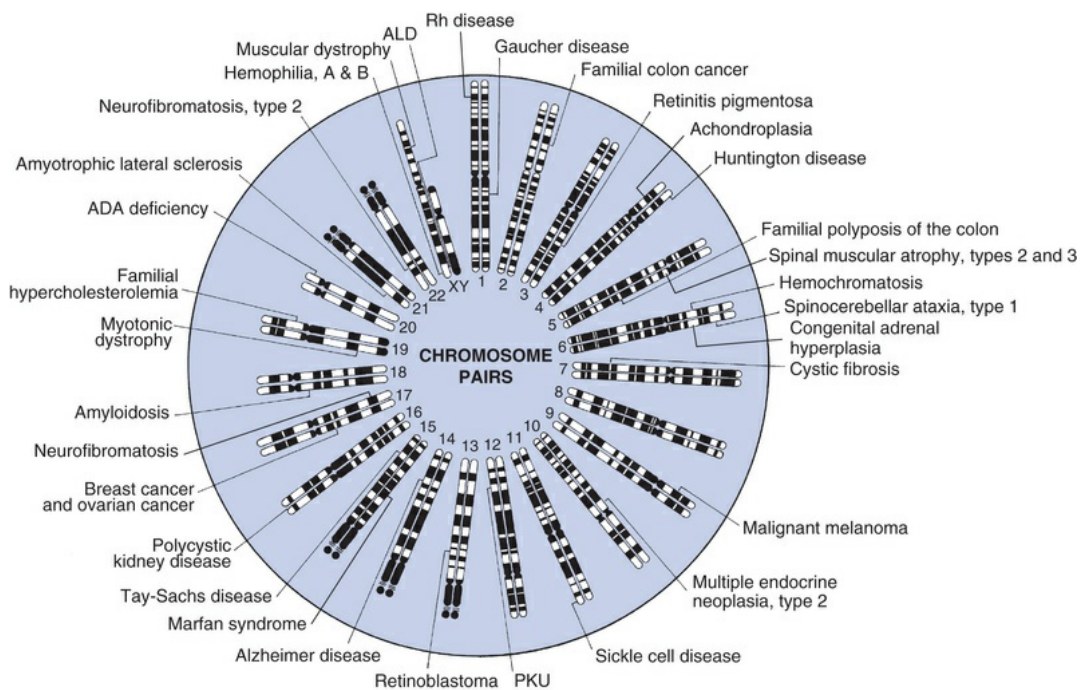 Rh disease
ALD
Gaucher disease
Muscular dystrophy
Hemophilia, A & B
Familial colon cancer
Neurofibromatosis, type 2
Retinitis pigmentosa
Achondroplasia
Huntington disease
Amyotrophic lateral sclerosis
ADA deficiency
Familial polyposis of the colon
Spinal muscular atrophy, types 2 and 3
Hemochromatosis
Familial
hypercholesterolemia
Spinocerebellar ataxia, type 1
Congenital adrenal
hyperplasia
Myotonic
dystrophy
Cystic fibrosis
CHROMOSOME
PAIRS
1
2
3
4
5
6
7
8
9
10
11
12
13
14
15
16
17
18
19
20
21
22
XY
Amyloidosis
Neurofibromatosis
Breast cancer
and ovarian cancer
Polycystic
kidney disease
Tay-Sachs disease
Marfan syndrome
Alzheimer disease
Retinoblastoma
PKU
Sickle cell disease
Multiple endocrine
neoplasia, type 2
Malignant melanoma